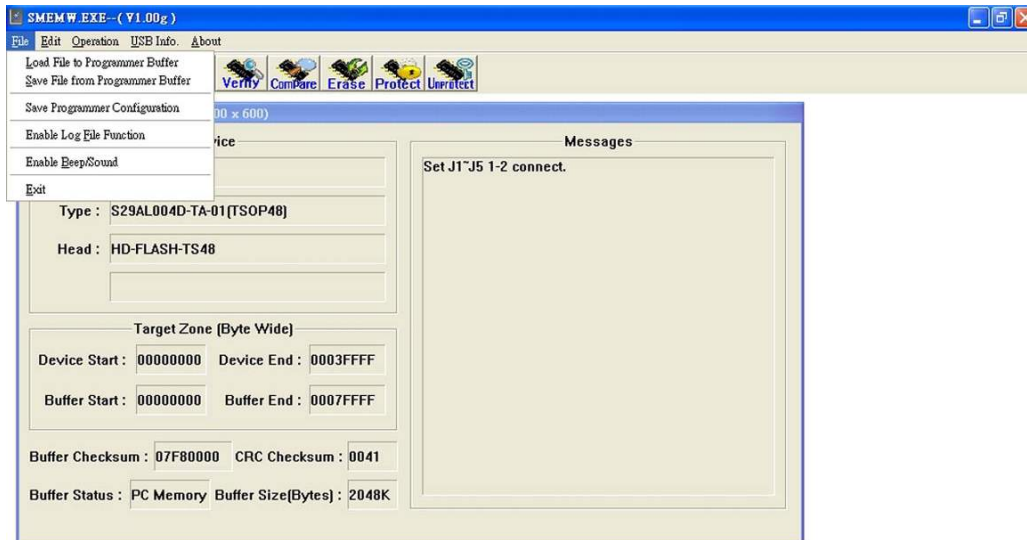 SMEMW.EXE--( V1.00g )
File Edit Operation USB Info. About
Load File to Programmer Buffer
Save File from Programmer Buffer
Save Programmer Configuration
Enable Log File Function
Enable Beep/Sound
Exit
Verify Compare Erase Protect Unprotect
00 x 600)
vice
Type : S29AL004D-TA-01(TSOP48)
Head : HD-FLASH-TS48
Target Zone (Byte Wide)
Device Start : 00000000 Device End : 0003FFFF
Buffer Start : 00000000 Buffer End : 0007FFFF
Buffer Checksum : 07F80000 CRC Checksum : 0041
Buffer Status : PC Memory Buffer Size(Bytes) : 2048K
Messages
Set J1~J5 1-2 connect.